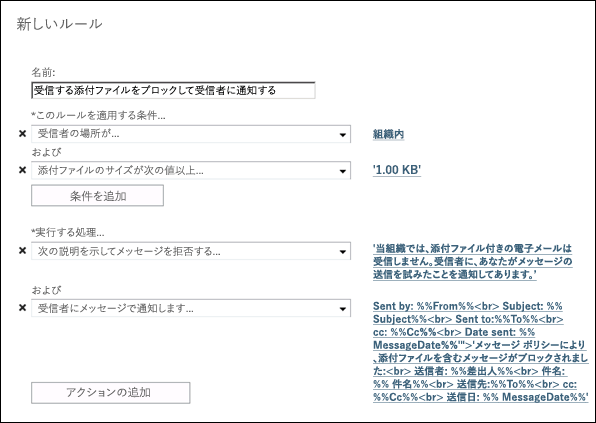 新しいルール
名前:
受信する添付ファイルをブロックして受信者に通知する
*このルールを適用する条件...
受信者の場所が...
組織内
および
添付ファイルのサイズが次の値以上...
'1.00 KB'
条件を追加
*実行する処理...
次の説明を示してメッセージを拒否する...
'当組織では、添付ファイル付きの電子メールは
受信しません。受信者に、あなたがメッセージの
送信を試みたことを通知してあります。'
および
受信者にメッセージで通知します...
Sent by: %%From%%<br> Subject: %%
Subject%%<br> Sent to:%%To%%<br>
cc: %%Cc%%<br> Date sent: %%
MessageDate%%'">'メッセージ ポリシーにより
、添付ファイルを含むメッセージがブロックされまし
た:<br> 送信者: %%差出人%%<br> 件名:
%% 件名%%<br> 送信先:%%To%%<br> cc:
%%Cc%%<br> 送信日: %% MessageDate%%'
アクションの追加